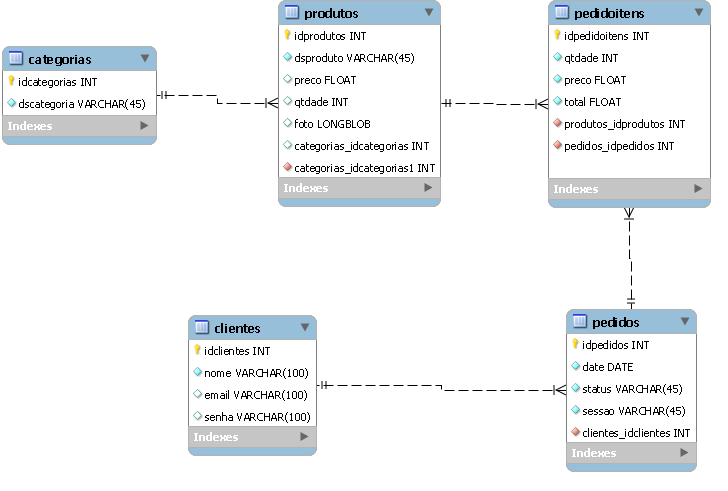 categorias
idcategorias INT
dscategoria VARCHAR(45)
Indexes
produtos
idprodutos INT
dsproduto VARCHAR(45)
preco FLOAT
qtdade INT
foto LONGBLOB
categorias_idcategorias INT
categorias_idcategorias1 INT
Indexes
pedidoitens
idpedidoitens INT
qtdade INT
preco FLOAT
total FLOAT
produtos_idprodutos INT
pedidos_idpedidos INT
Indexes
clientes
idclientes INT
nome VARCHAR(100)
email VARCHAR(100)
senha VARCHAR(100)
Indexes
pedidos
idpedidos INT
date DATE
status VARCHAR(45)
sessao VARCHAR(45)
clientes_idclientes INT
Indexes